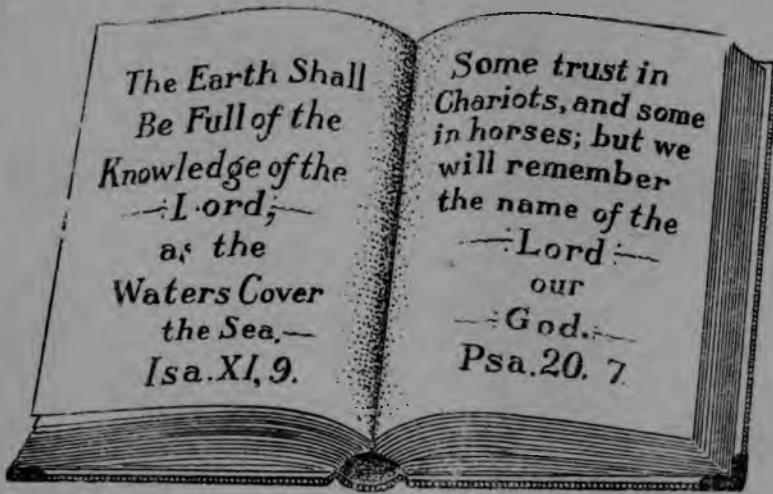 The Earth Shall
Be Full of the
Knowledge of the
Lord,
as the
Waters Cover
the Sea.—
Isa. XI, 9.
Some trust in
Chariots, and some
in horses; but we
will remember
the name of the
Lord
our
God.
Psa. 20. 7